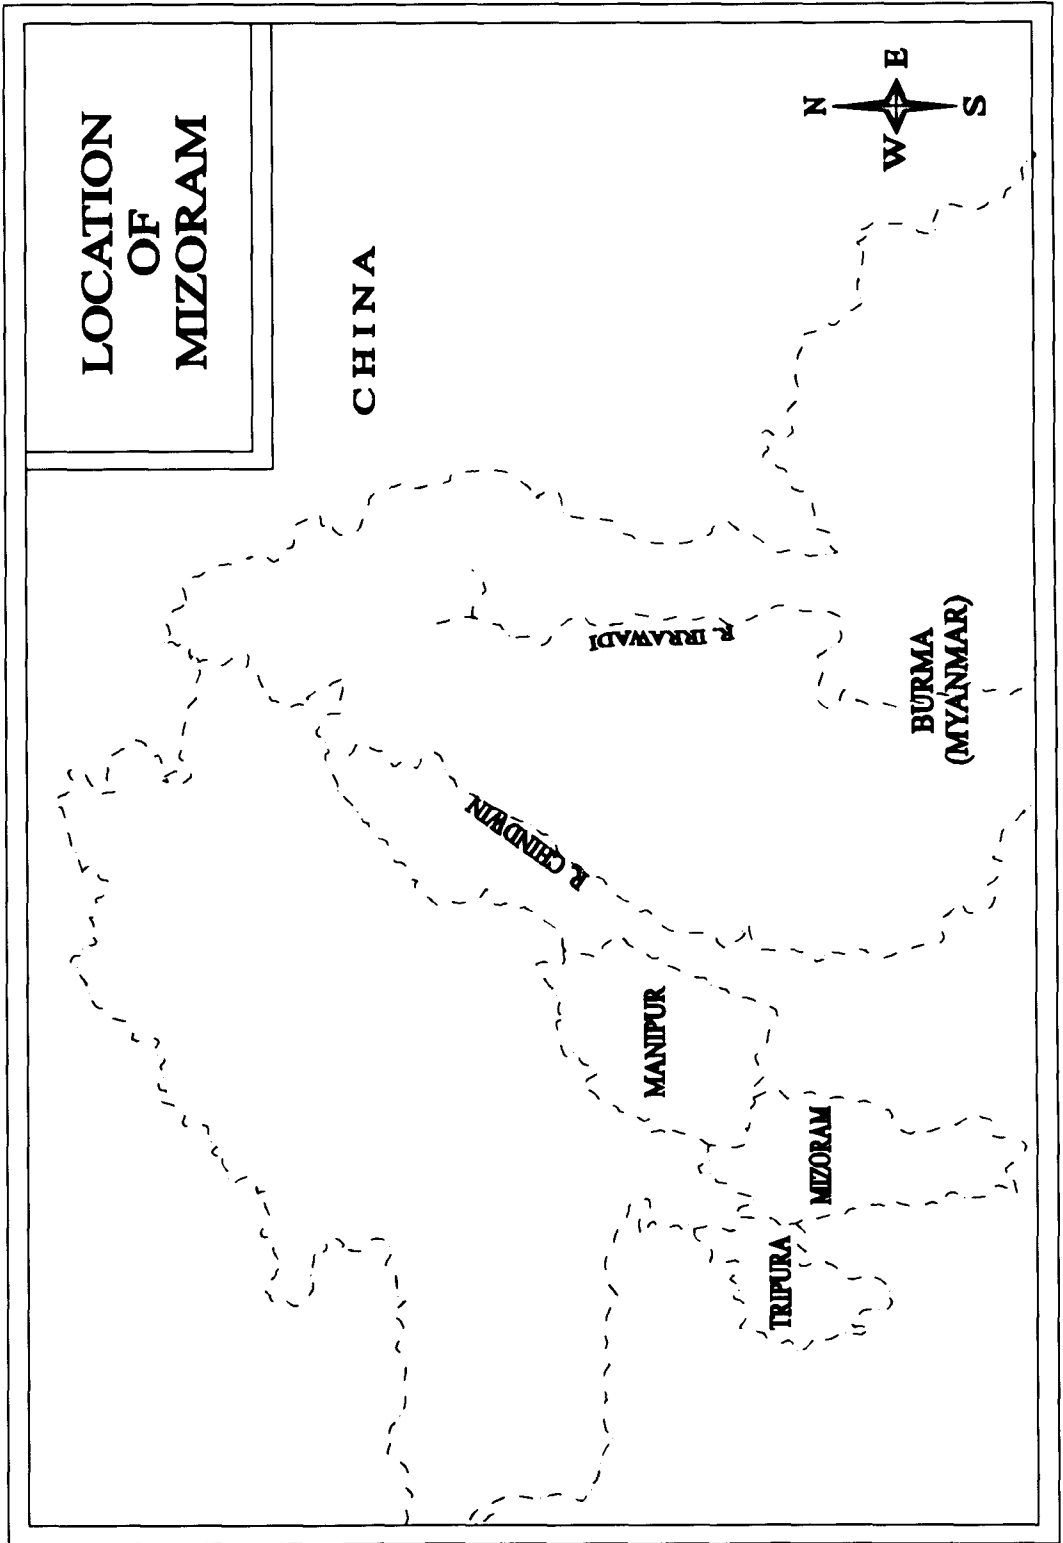 LOCATION
OF
MIZORAM
CHINA
N
E
W
S
R. IRRAWADI
BURMA
(MYANMAR)
R. CHINDWIN
MANIPUR
MIZORAM
TRIPURA